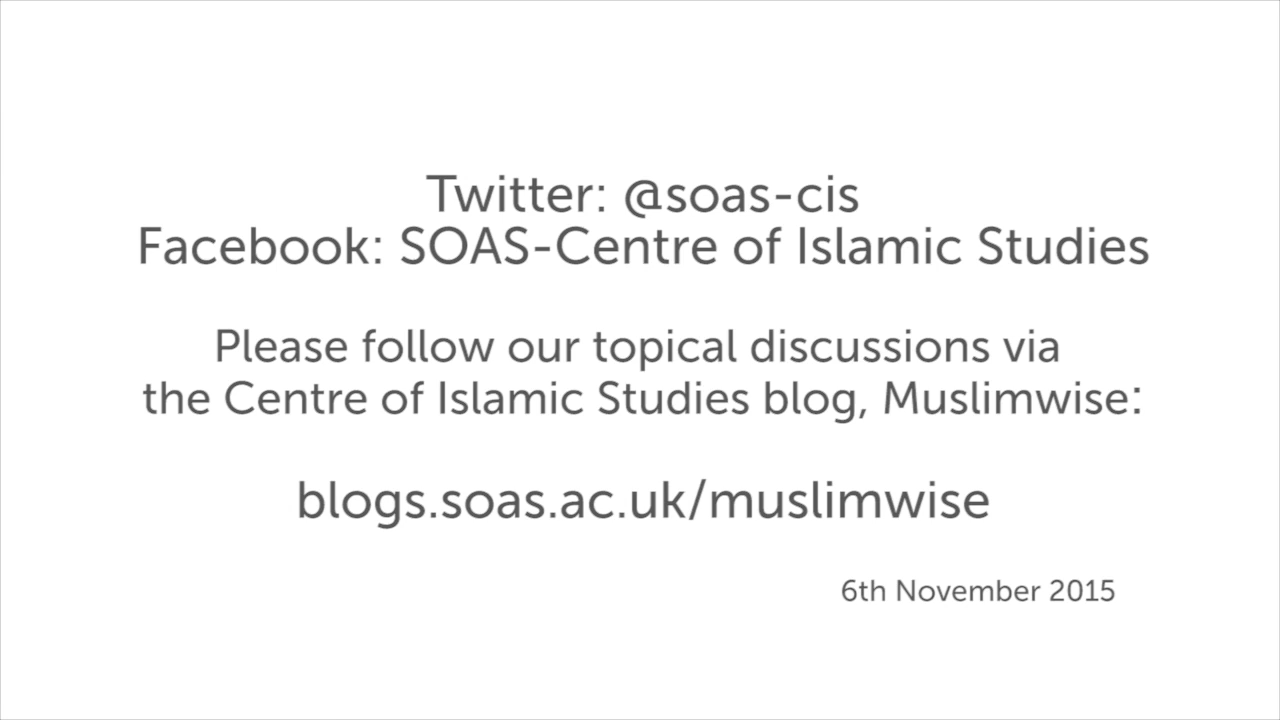 Twitter: @soas-cis
Facebook: SOAS-Centre of Islamic Studies
Please follow our topical discussions via
the Centre of Islamic Studies blog, Muslimwise:
blogs.soas.ac.uk/muslimwise
6th November 2015